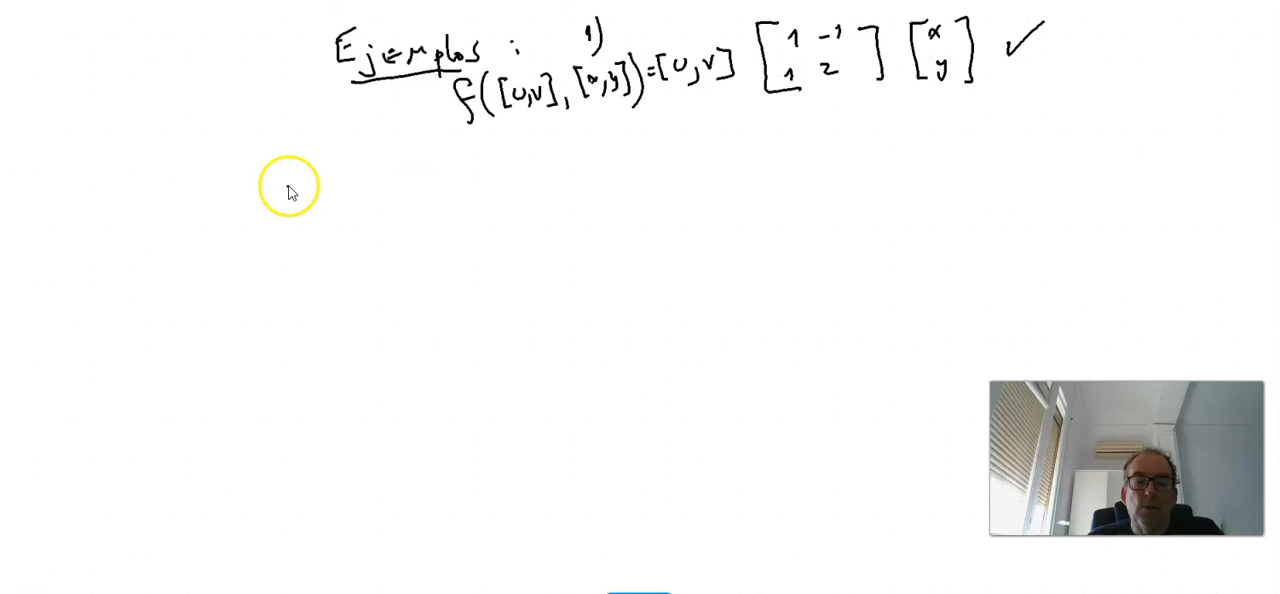 Ejemplos : 1)
f([u,v],[x,y])=[u,v] [1 -1 1 2] [x y] ✓